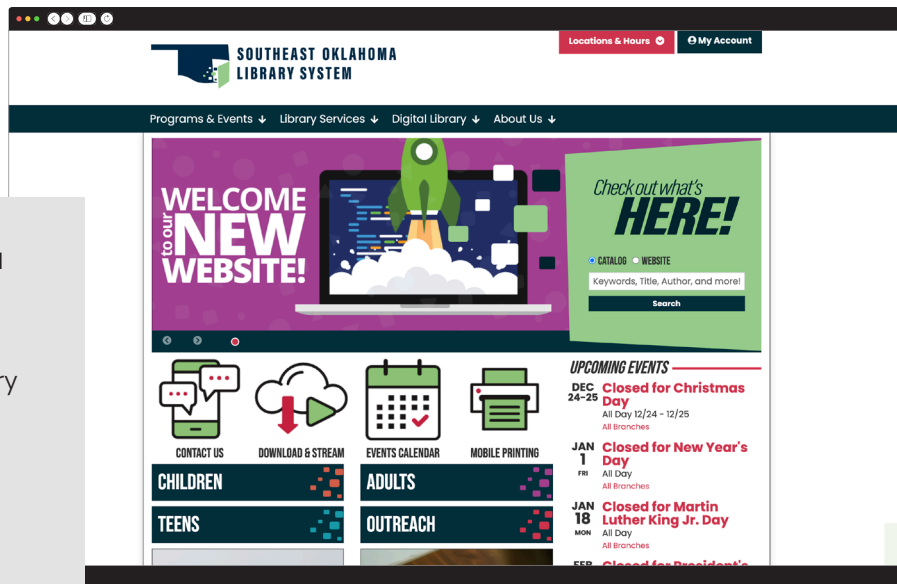 SOUTHEAST OKLAHOMA
LIBRARY SYSTEM
Locations & Hours
My Account
Programs & Events
Library Services
Digital Library
About Us
WELCOME
to our
NEW
WEBSITE!
Check out what's
HERE!
CATALOG
WEBSITE
Keywords, Title, Author, and more!
Search
CONTACT US
DOWNLOAD & STREAM
EVENTS CALENDAR
MOBILE PRINTING
CHILDREN
ADULTS
TEENS
OUTREACH
UPCOMING EVENTS
DEC
24-25
Closed for Christmas
Day
All Day 12/24 - 12/25
All Branches
JAN
1
FRI
Closed for New Year's
Day
All Day
All Branches
JAN
18
MON
Closed for Martin
Luther King Jr. Day
All Day
All Branches
FEB
Closed for President's